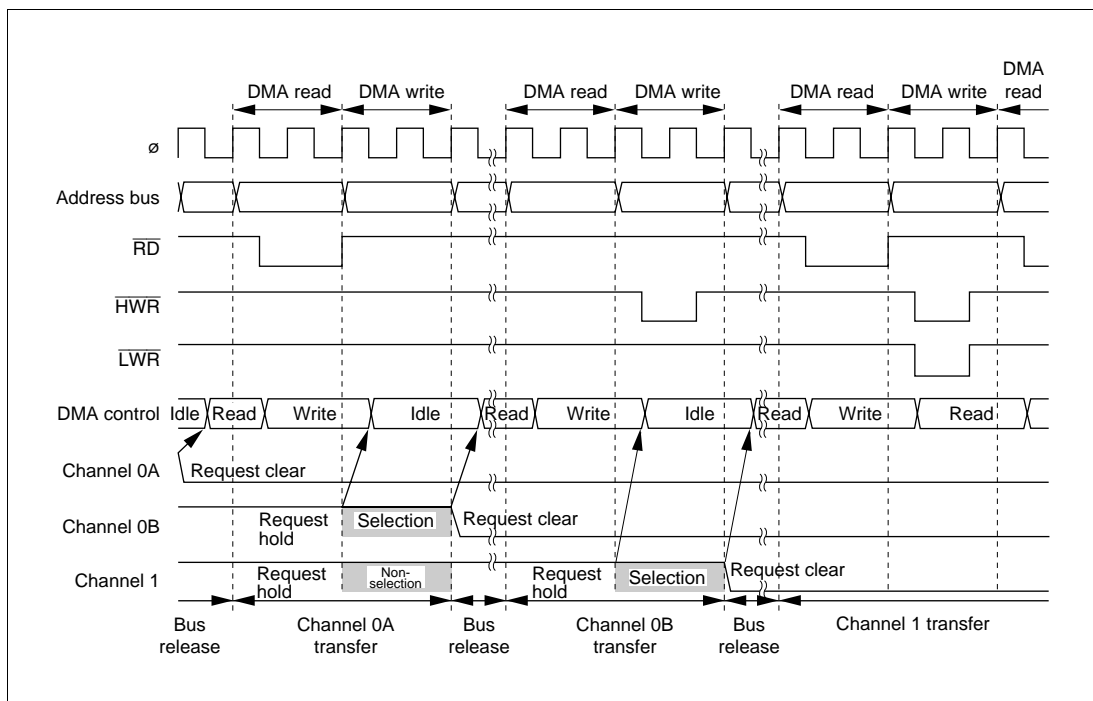 DMA read
DMA write
DMA read
DMA write
DMA read
DMA write
DMA
read
ø
Address bus
RD
HWR
LWR
DMA control
Idle
Read
Write
Idle
Read
Write
Idle
Read
Write
Read
Channel 0A
Request clear
Channel 0B
Request
hold
Selection
Request clear
Channel 1
Request
hold
Non-
selection
Request
hold
Selection
Request clear
Bus
release
Channel 0A
transfer
Bus
release
Channel 0B
transfer
Bus
release
Channel 1 transfer